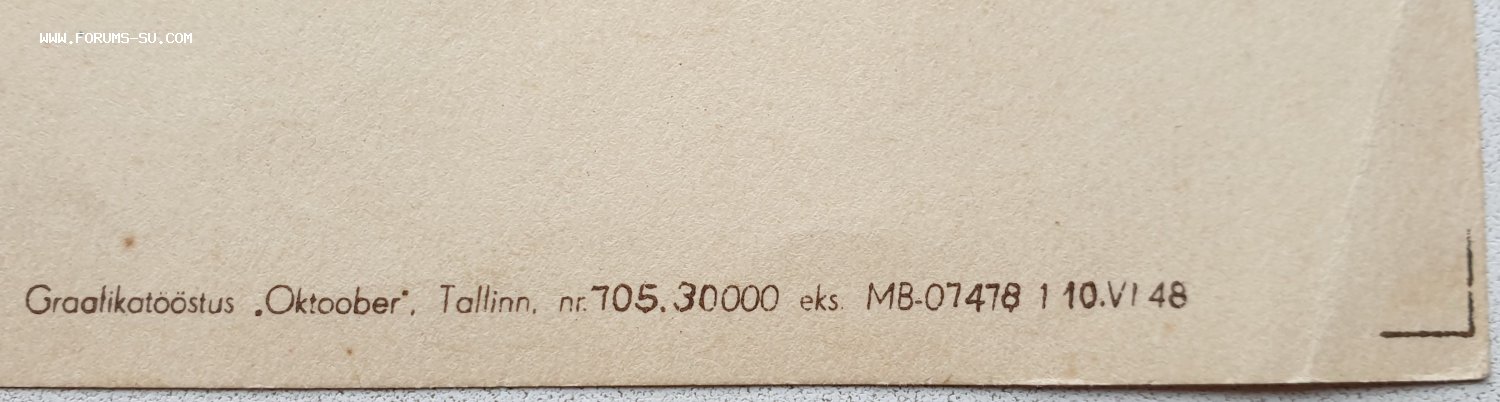 WWW.FORUMS-SU.COM
Graafikatööstus „Oktoober", Tallinn, nr. 705. 30000 eks. MB-07478 1 10.VI 48